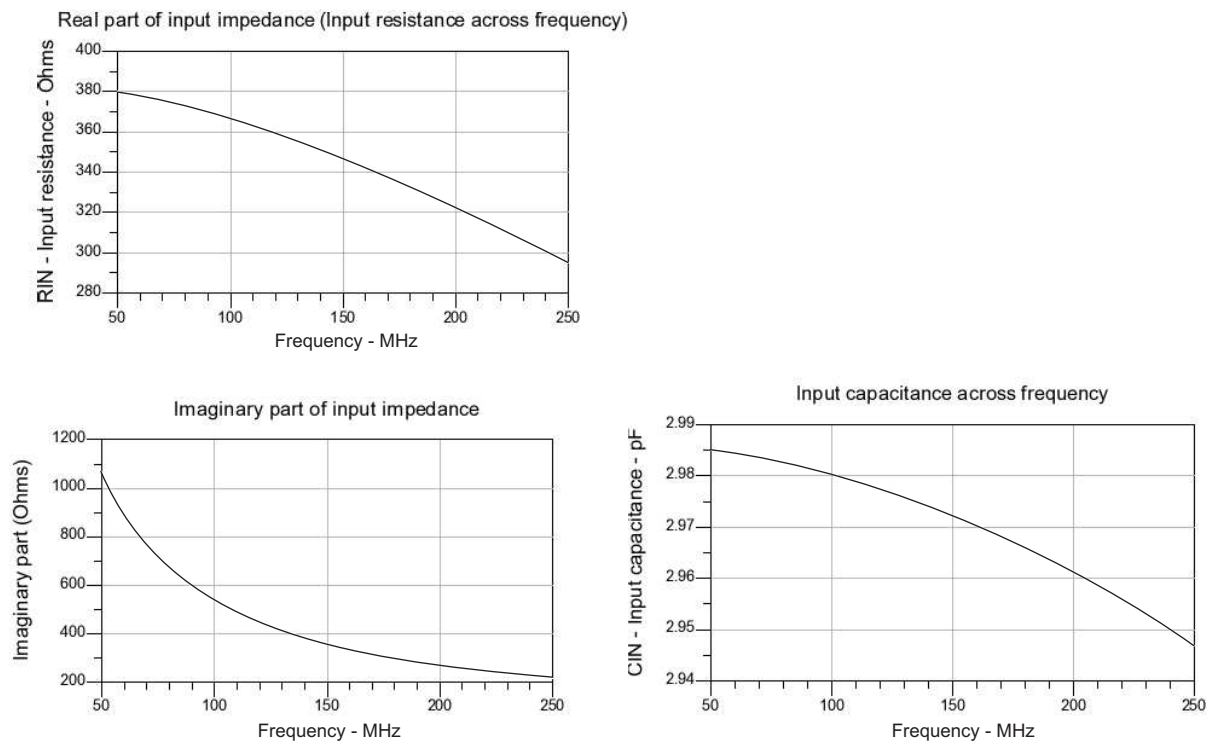 Real part of input impedance (Input resistance across frequency)
RIN - Input resistance - Ohms
400
380
360
340
320
300
280
50 100 150 200 250
Frequency - MHz
Imaginary part of input impedance
Imaginary part (Ohms)
1200
1000
800
600
400
200
50 100 150 200 250
Frequency - MHz
Input capacitance across frequency
CIN - Input capacitance - pF
2.99
2.98
2.97
2.96
2.95
2.94
50 100 150 200 250
Frequency - MHz